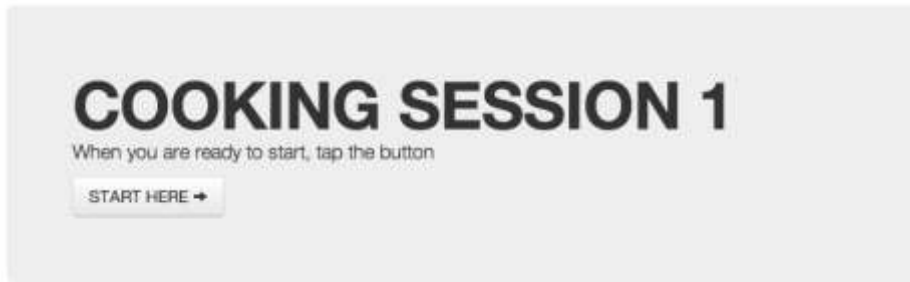 COOKING SESSION 1
When you are ready to start, tap the button
START HERE ➔